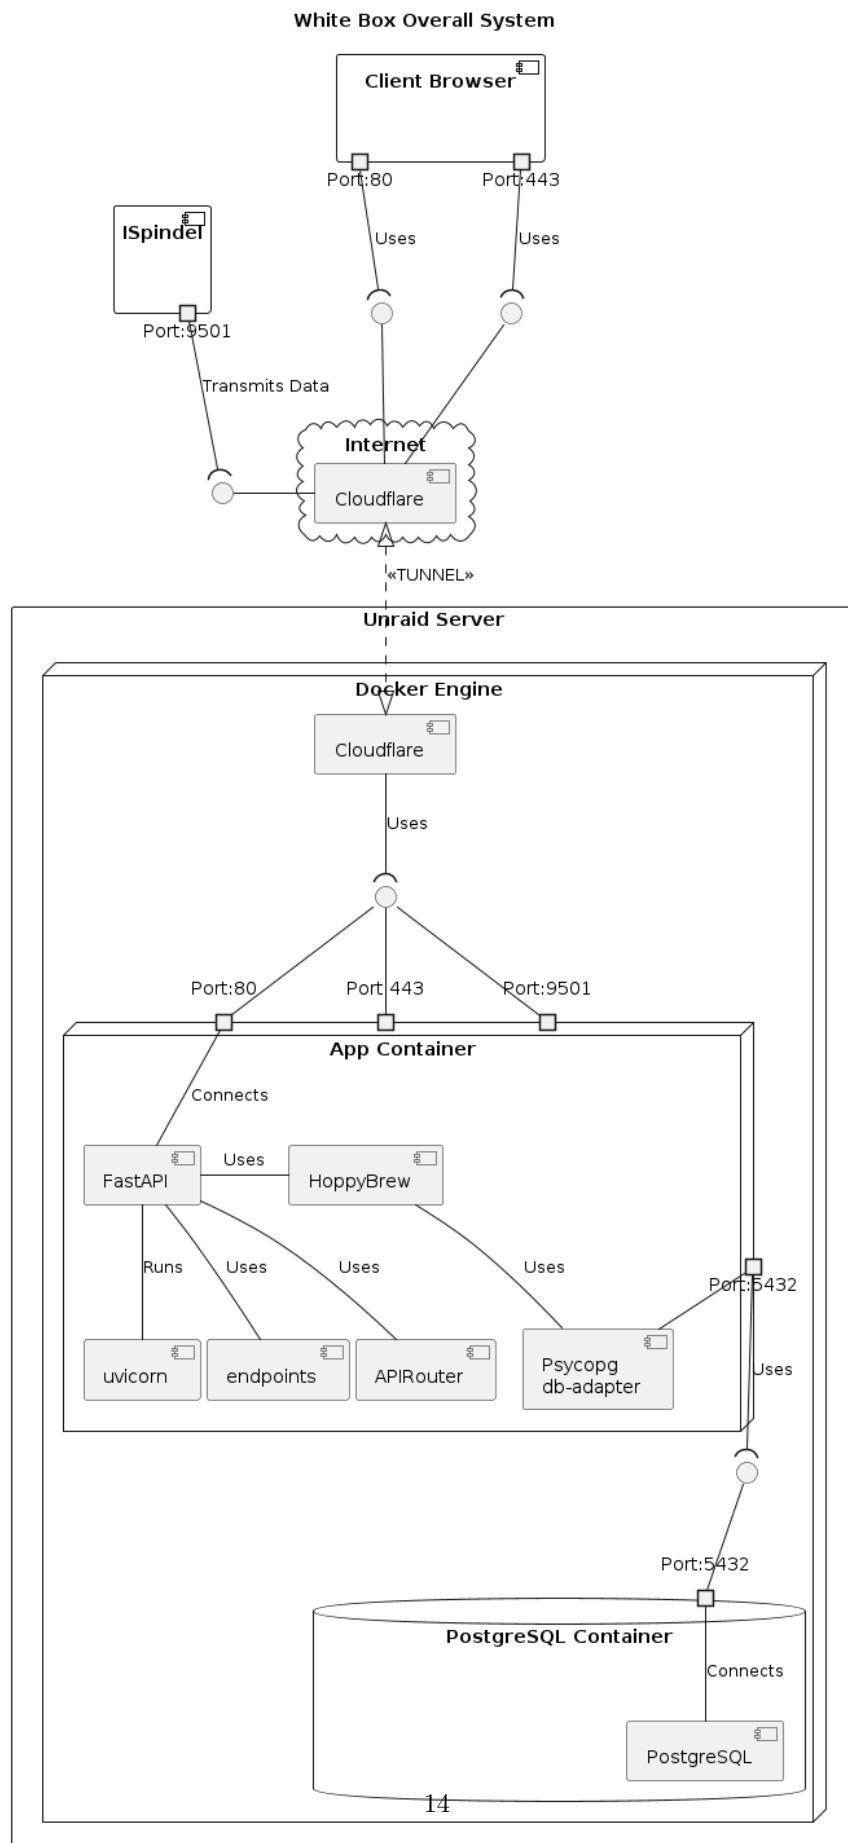 White Box Overall System
Client Browser
Port:80
Port:443
ISpindel
Uses
Uses
Port:9501
Transmits Data
Internet
Cloudflare
«TUNNEL»
Unraid Server
Docker Engine
Cloudflare
Uses
Port:80
Port 443
Port:9501
App Container
Connects
FastAPI
Uses
HoppyBrew
Runs
Uses
Uses
Uses
Port:5432
uvicorn
endpoints
APIRouter
Psycopg
db-adapter
Uses
Port:5432
PostgreSQL Container
Connects
PostgreSQL
14